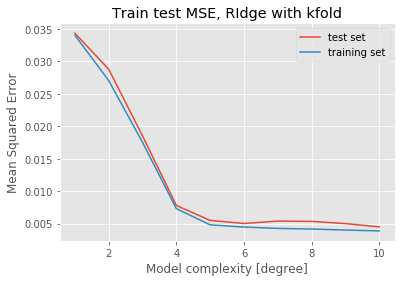 Train test MSE, RIdge with kfold
test set
training set
Mean Squared Error
0.035
0.030
0.025
0.020
0.015
0.010
0.005
2
4
6
8
10
Model complexity [degree]